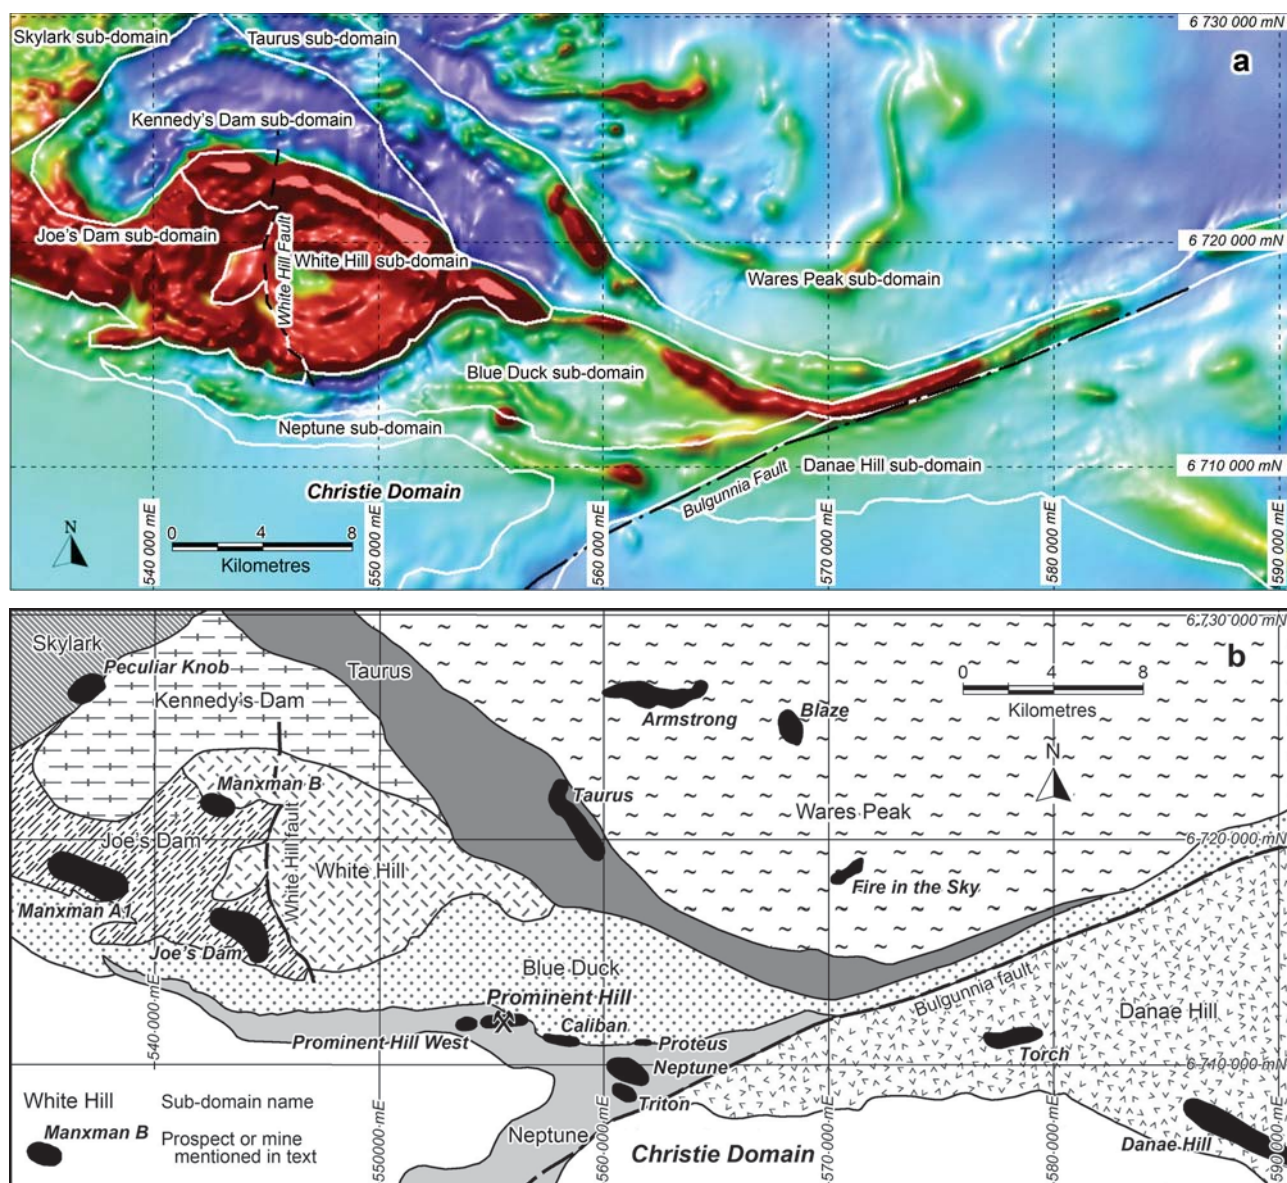 Skylark sub-domain
Taurus sub-domain
6 730 000 mN
a
Kennedy's Dam sub-domain
Joe's Dam sub-domain
White Hill Fault
White Hill sub-domain
6 720 000 mN
Wares Peak sub-domain
Blue Duck sub-domain
Neptune sub-domain
Danae Hill sub-domain
6 710 000 mN
Bulgunnia Fault
Christie Domain
N
0 4 8
Kilometres
540 000 mE
550 000 mE
560 000 mE
570 000 mE
580 000 mE
590 000 mE
6 730 000 mN
Skylark
Peculiar Knob
Taurus
b
Kennedy's Dam
0 4 8
Kilometres
Armstrong
Blaze
N
Manxman B
Taurus
Wares Peak
6 720 000 mN
Joe's Dam
White Hill fault
White Hill
Fire in the Sky
Manxman A1
Joe's Dam
Blue Duck
Bulgunnia fault
Prominent Hill
Danae Hill
Prominent Hill West
Caliban
Proteus
Torch
Neptune
6 710 000 mN
Triton
White Hill Sub-domain name
Manxman B Prospect or mine
mentioned in text
Neptune
Christie Domain
Danae Hill
540 000 mE
550000 mE
560 000 mE
570 000 mE
580 000 mE
590 000 mE